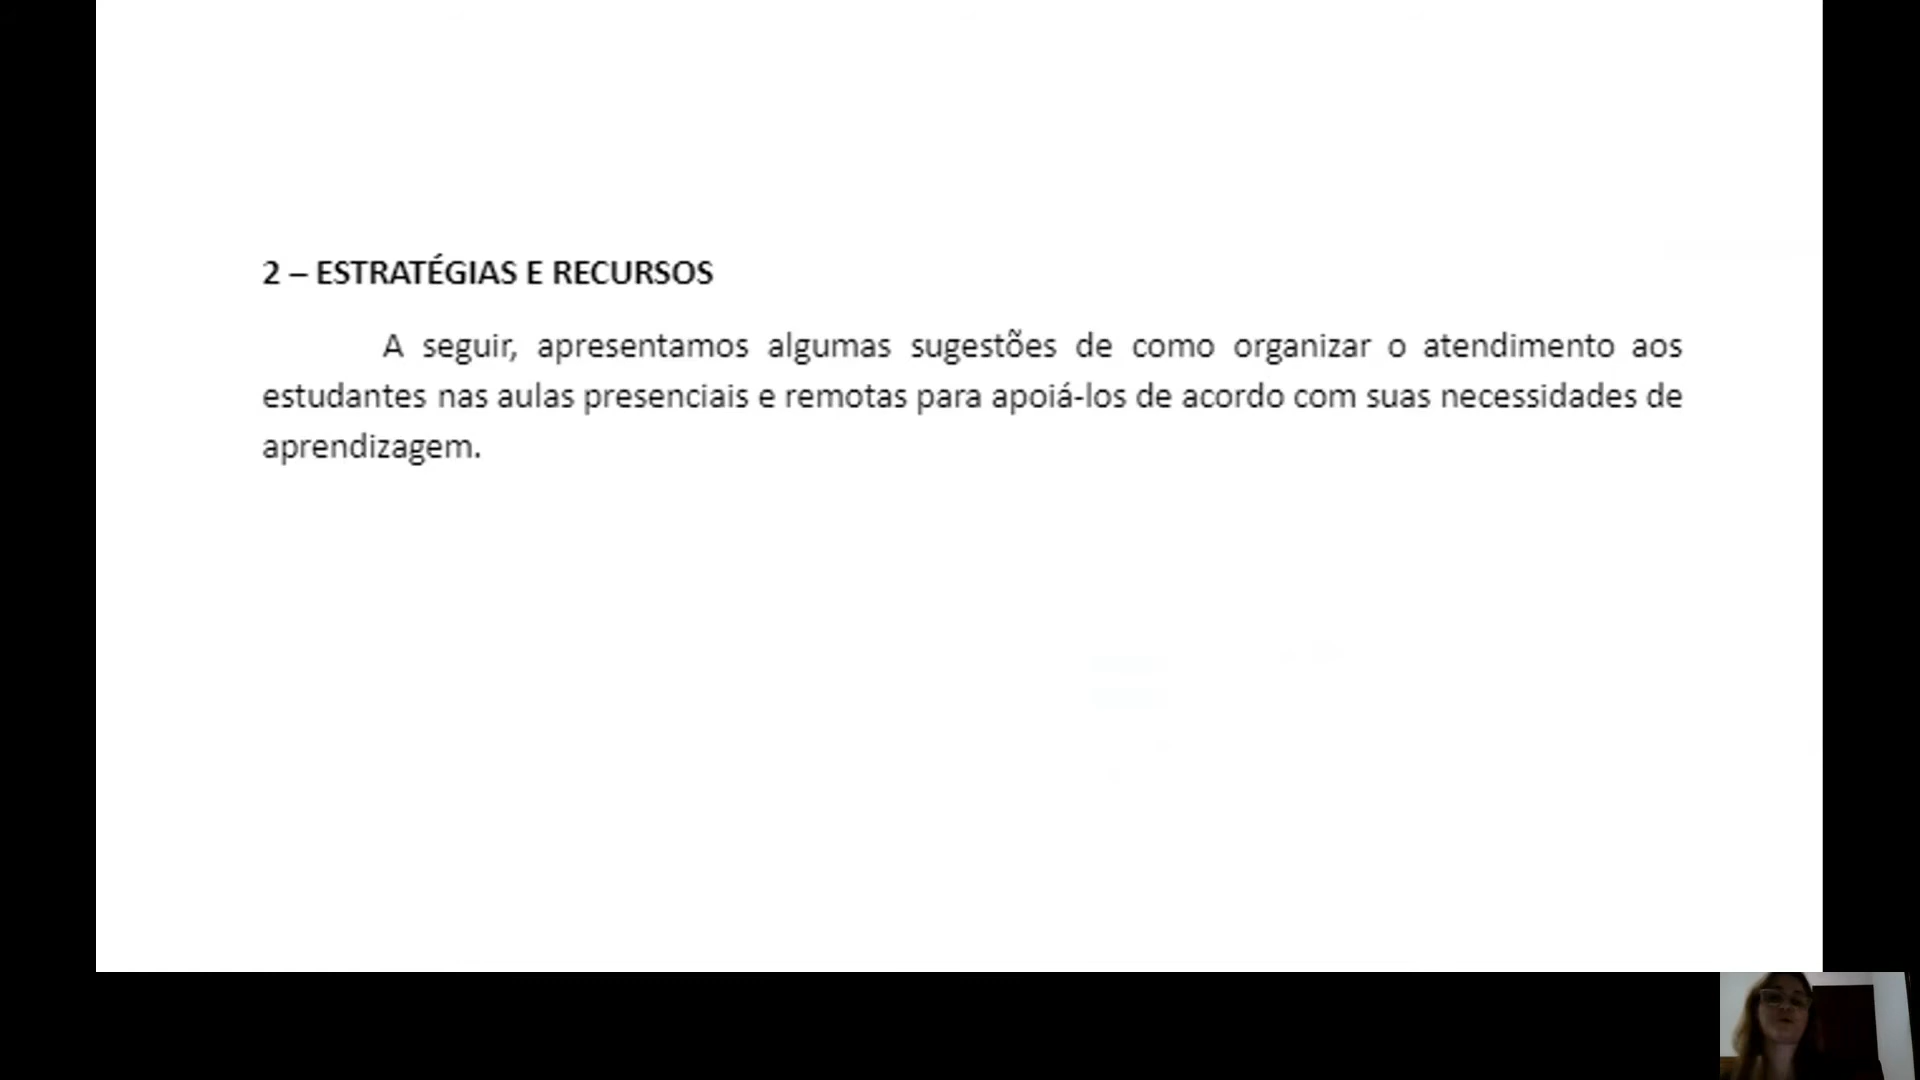 2 – ESTRATÉGIAS E RECURSOS
A seguir, apresentamos algumas sugestões de como organizar o atendimento aos
estudantes nas aulas presenciais e remotas para apoiá-los de acordo com suas necessidades de
aprendizagem.